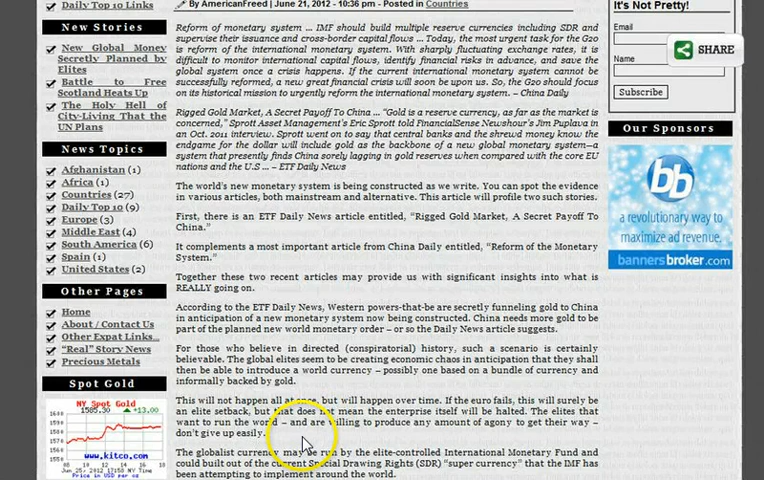 Daily Top 10 Links
New Stories
New Global Money
Secretly Planned by
Elites
Battle to Free
Scotland Heats Up
The Holy Hell of
City-Living That the
UN Plans
News Topics
Afghanistan (1)
Africa (1)
Countries (27)
Daily Top 10 (9)
Europe (3)
Middle East (4)
South America (6)
Spain (1)
United States (2)
Other Pages
Home
About / Contact Us
Other Expat Links...
"Real" Story News
Precious Metals
Spot Gold
NY Spot Gold
1585.30 +13.00
www.kitco.com
Jun 25, 2012
Price in USD per oz
By AmericanFreed | June 21, 2012 - 10:36 pm - Posted in Countries
Reform of monetary system ... IMF should build multiple reserve currencies including SDR and
supervise their issuance and cross-border capital flows ... Today, the most urgent task for the G20
is reform of the international monetary system. With sharply fluctuating exchange rates, it is
difficult to monitor international capital flows, identify financial risks in advance, and save the
global system once a crisis happens. If the current international monetary system cannot be
successfully reformed, a new great financial crisis will soon be upon us. So, the G20 should focus
on its historical mission to urgently reform the international monetary system. – China Daily
Rigged Gold Market, A Secret Payoff To China ... "Gold is a reserve currency, as far as the market is
concerned," Sprott Asset Management's Eric Sprott told FinancialSense Newshour's Jim Puplava in
an Oct. 2011 interview. Sprott went on to say that central banks and the shrewd money know the
endgame for the dollar will include gold as the backbone of a new global monetary system–a
system that presently finds China sorely lagging in gold reserves when compared with the core EU
nations and the U.S ... – ETF Daily News
The world's new monetary system is being constructed as we write. You can spot the evidence
in various articles, both mainstream and alternative. This article will profile two such stories.
First, there is an ETF Daily News article entitled, "Rigged Gold Market, A Secret Payoff To
China."
It complements a most important article from China Daily entitled, "Reform of the Monetary
System."
Together these two recent articles may provide us with significant insights into what is
REALLY going on.
According to the ETF Daily News, Western powers-that-be are secretly funneling gold to China
in anticipation of a new monetary system now being constructed. China needs more gold to be
part of the planned new world monetary order – or so the Daily News article suggests.
For those who believe in directed (conspiratorial) history, such a scenario is certainly
believable. The global elites seem to be creating economic chaos in anticipation that they shall
then be able to introduce a world currency – possibly one based on a bundle of currency and
informally backed by gold.
This will not happen all at once, but will happen over time. If the euro fails, this will surely be
an elite setback, but that does not mean the enterprise itself will be halted. The elites that
want to run the world – and are willing to produce any amount of agony to get their way –
don't give up easily.
The globalist currency may be run by the elite-controlled International Monetary Fund and
could built out of the current Special Drawing Rights (SDR) "super currency" that the IMF has
been attempting to implement around the world.
It's Not Pretty!
Email
Name
SHARE
Subscribe
Our Sponsors
bb
a revolutionary way to
maximize ad revenue.
bannersbroker.com